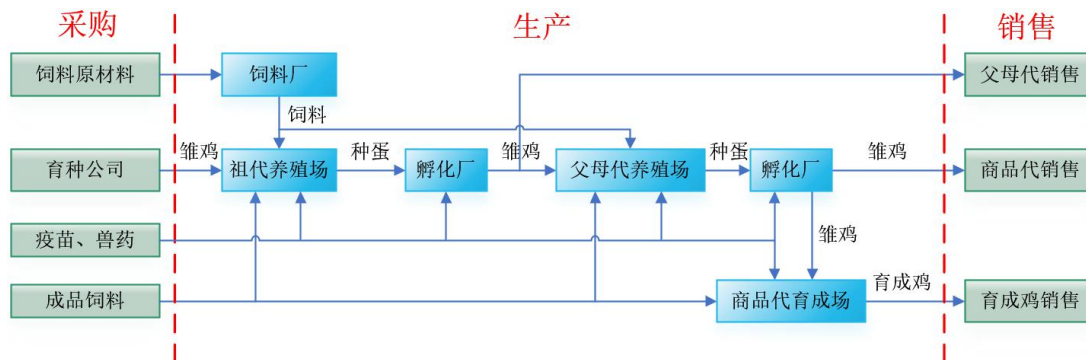 采购
生产
销售
饲料原材料
饲料厂
父母代销售
饲料
育种公司
雏鸡
祖代养殖场
种蛋
孵化厂
雏鸡
父母代养殖场
种蛋
孵化厂
雏鸡
商品代销售
疫苗、兽药
雏鸡
成品饲料
商品代育成场
育成鸡
育成鸡销售